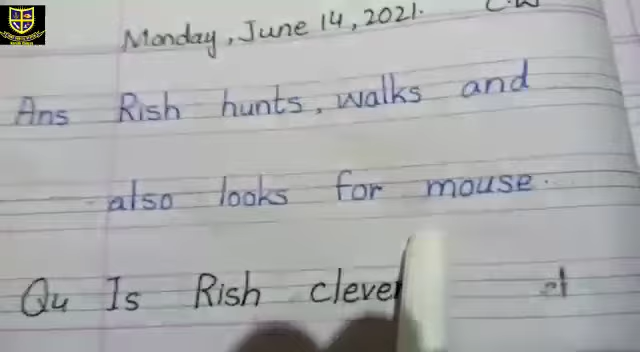 Monday, June 14, 2021. C.W
Ans Rish hunts, walks and
also looks for mouse.
Qu Is Rish clever